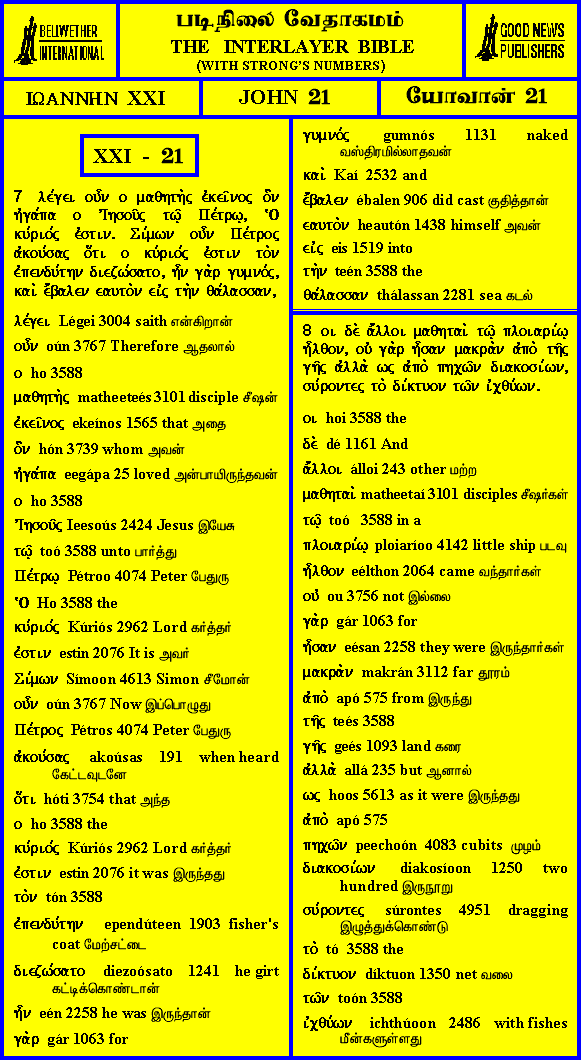 BELLWETHER
INTERNATIONAL
படிநிலை வேதாகமம்
THE INTERLAYER BIBLE
(WITH STRONG'S NUMBERS)
GOOD NEWS
PUBLISHERS
ΙΩΑΝΝΗ.Ν XXI
JOHN 21
யோவான் 21
XXI - 21
7 λέγει οὖν ο μαθητὴς ἐκεῖνος ὃν
ἠγάπα ο Ἰησοῦς τῷ Πέτρῳ, Ὁ
κύριός ἐστιν. Σίμων οὖν Πέτρος
ἀκούσας ὅτι ο κύριός ἐστιν τὸν
ἐπενδύτην διεζώσατο, ἦν γὰρ γυμνός,
καὶ ἔβαλεν εαυτὸν εἰς τὴν θάλασσαν,
λέγει Légei 3004 saith என்கிறான்
οὖν oún 3767 Therefore ஆதலால்
ο ho 3588
μαθητὴς matheeteés 3101 disciple சீஷன்
ἐκεῖνος ekeínos 1565 that அதை
ὃν hón 3739 whom அவன்
ἠγάπα eegápa 25 loved அன்பாயிருந்தவன்
ο ho 3588
Ἰησοῦς Ieesoús 2424 Jesus இயேசு
τῷ toó 3588 unto பார்த்து
Πέτρῳ Pétroo 4074 Peter பேதுரு
Ὁ Ho 3588 the
κύριός Kúriós 2962 Lord கர்த்தர்
ἐστιν estin 2076 It is அவர்
Σίμων Símoon 4613 Simon சீமோன்
οὖν oún 3767 Now இப்பொழுது
Πέτρος Pétros 4074 Peter பேதுரு
ἀκούσας akoúsas 191 when heard
கேட்டவுடனே
ὅτι hóti 3754 that அந்த
ο ho 3588 the
κύριός Kúriós 2962 Lord கர்த்தர்
ἐστιν estin 2076 it was இருந்தது
τὸν tón 3588
ἐπενδύτην ependúteen 1903 fisher's
coat மேற்சட்டை
διεζώσατο diezoósato 1241 he girt
கட்டிக்கொண்டான்
ἦν eén 2258 he was இருந்தான்
γὰρ gár 1063 for
γυμνός gumnós 1131 naked
வஸ்திரமில்லாதவன்
καὶ Kaí 2532 and
ἔβαλεν ébalen 906 did cast குதித்தான்
εαυτὸν heautón 1438 himself அவன்
εἰς eis 1519 into
τὴν teén 3588 the
θάλασσαν thálassan 2281 sea கடல்
8 οι δὲ ἄλλοι μαθηταὶ τῷ πλοιαρίῳ
ἦλθον, οὐ γὰρ ἦσαν μακρὰν ἀπὸ τῆς
γῆς ἀλλὰ ως ἀπὸ πηχῶν διακοσίων,
σύροντες τὸ δίκτυον τῶν ἰχθύων.
οι hoi 3588 the
δὲ dé 1161 And
ἄλλοι álloi 243 other மற்ற
μαθηταὶ matheetaí 3101 disciples சீஷர்கள்
τῷ toó 3588 in a
πλοιαρίῳ ploiaríoo 4142 little ship படவு
ἦλθον eélthon 2064 came வந்தார்கள்
οὐ ou 3756 not இல்லை
γὰρ gár 1063 for
ἦσαν eésan 2258 they were இருந்தார்கள்
μακρὰν makrán 3112 far தூரம்
ἀπὸ apó 575 from இருந்து
τῆς teés 3588
γῆς geés 1093 land கரை
ἀλλὰ allá 235 but ஆனால்
ως hoos 5613 as it were இருந்தது
ἀπὸ apó 575
πηχῶν peechoón 4083 cubits முழம்
διακοσίων diakosíoon 1250 two
hundred இருநூறு
σύροντες súrontes 4951 dragging
இழுத்துக்கொண்டு
τὸ tó 3588 the
δίκτυον díktuon 1350 net வலை
τῶν toón 3588
ἰχθύων ichthúoon 2486 with fishes
மீன்களுள்ளது